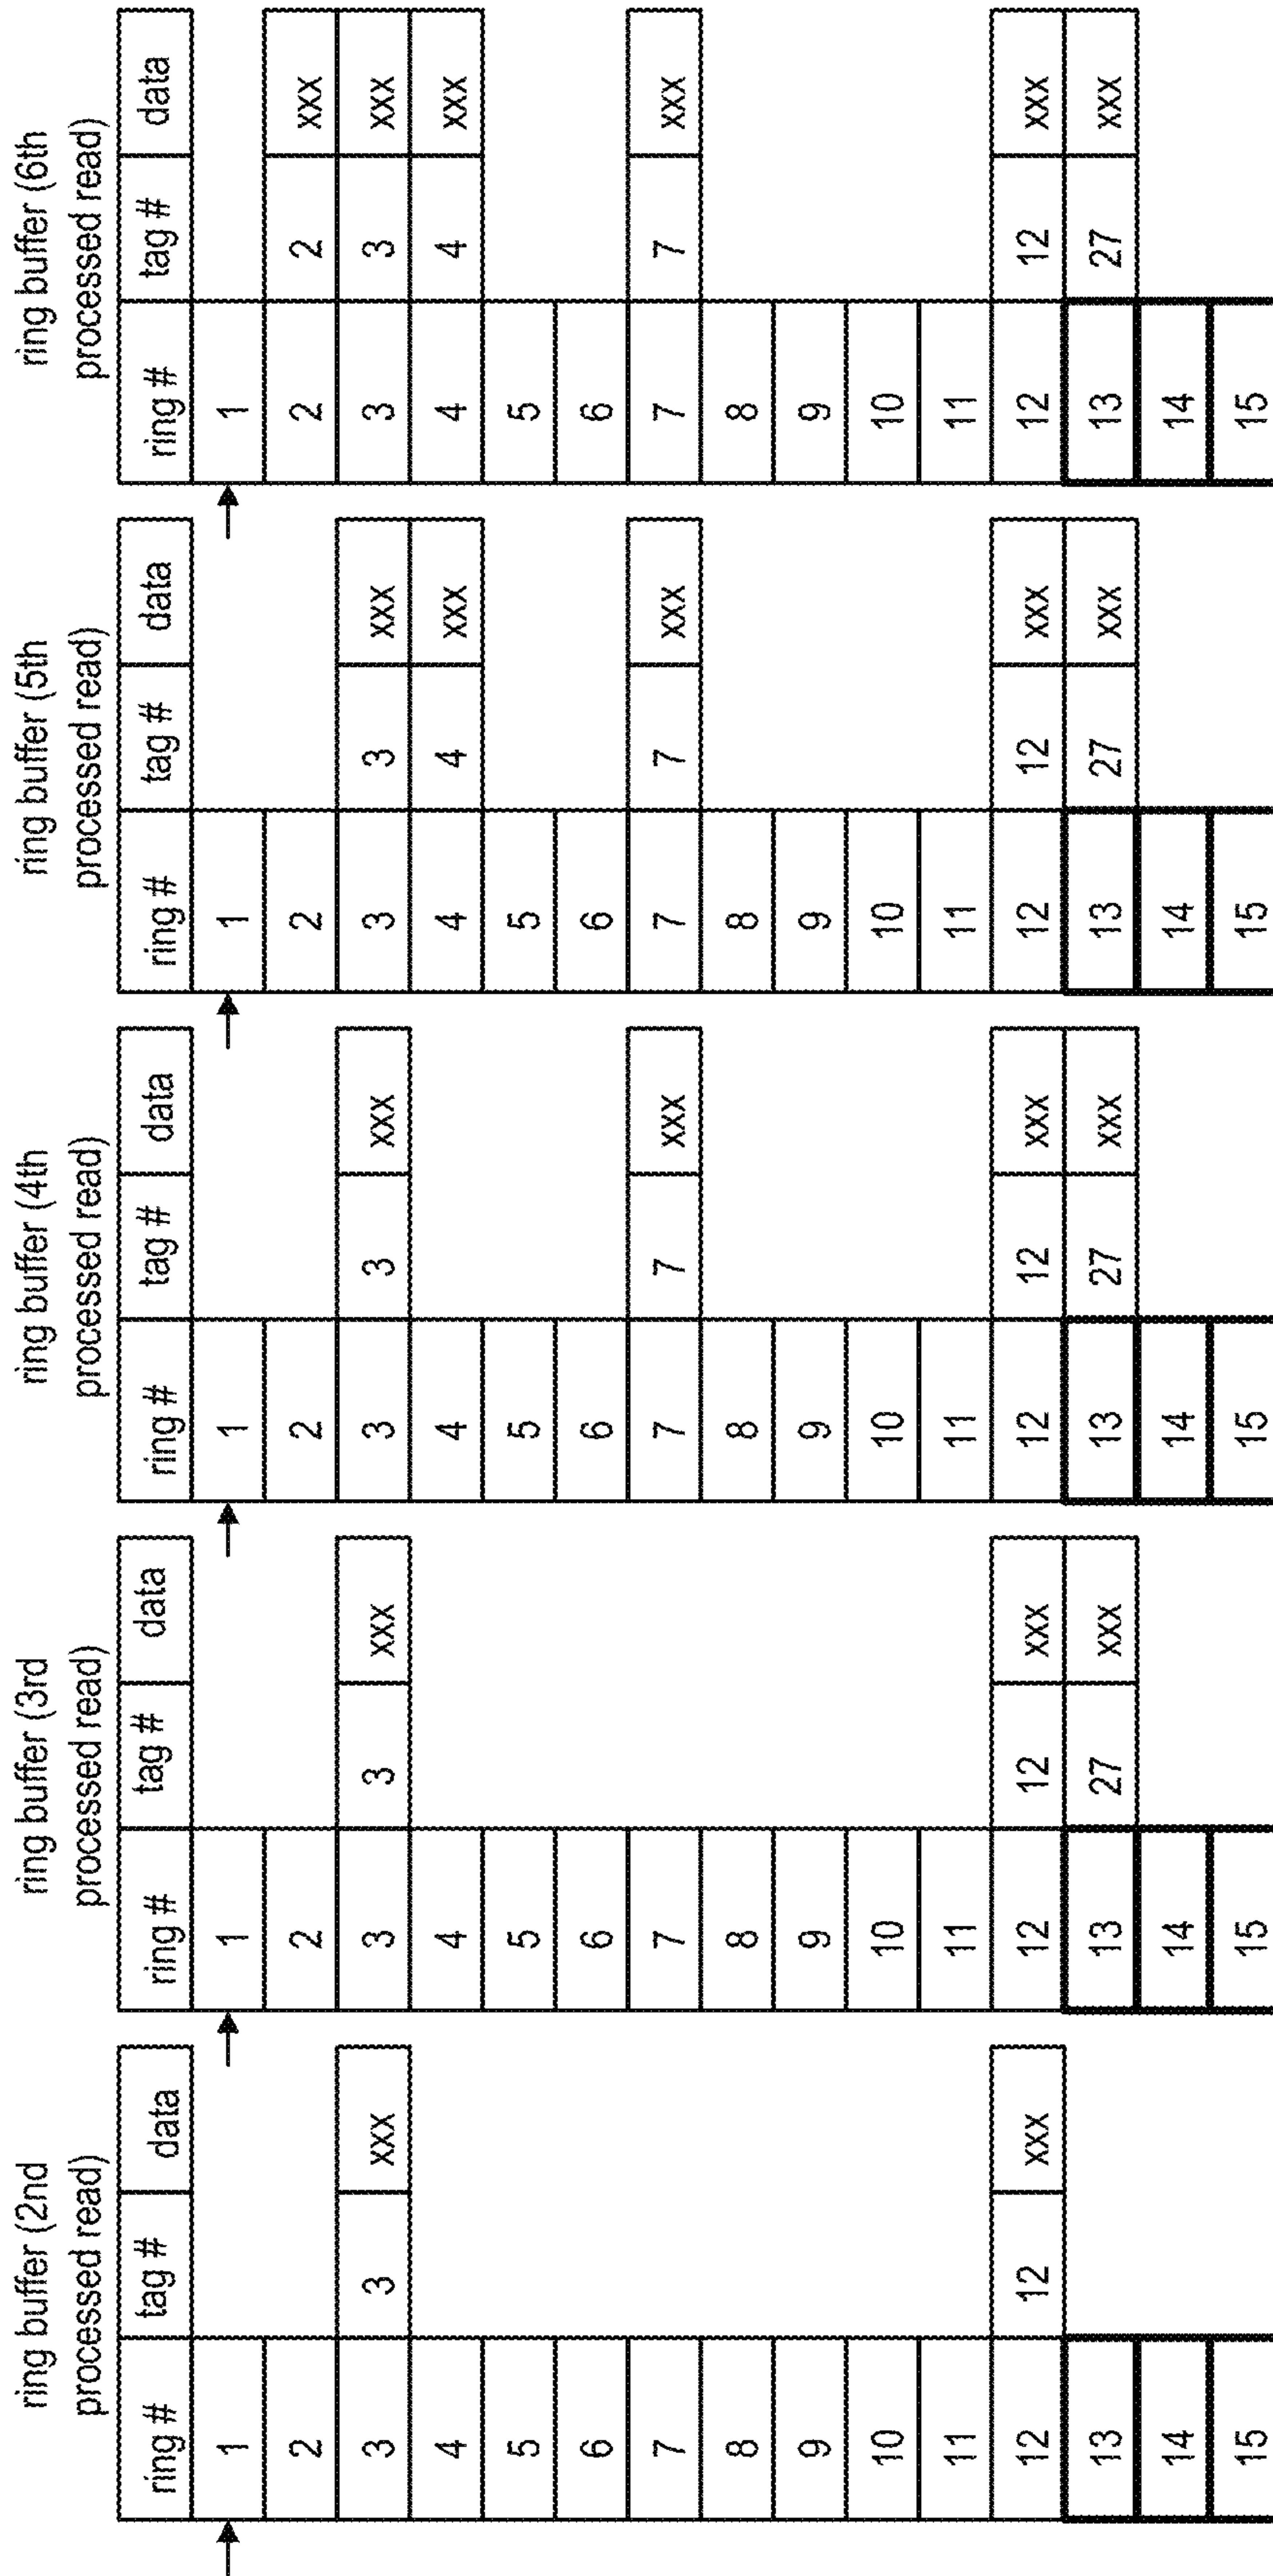 ring buffer (2nd
processed read)
ring # tag # data
1
2
3 3 xxx
4
5
6
7
8
9
10
11
12 12 xxx
13
14
15
ring buffer (3rd
processed read)
ring # tag # data
1
2
3 3 xxx
4
5
6
7
8
9
10
11
12 12 xxx
13 27 xxx
14
15
ring buffer (4th
processed read)
ring # tag # data
1
2
3 3 xxx
4
5
6
7 7 xxx
8
9
10
11
12 12 xxx
13 27 xxx
14
15
ring buffer (5th
processed read)
ring # tag # data
1
2
3 3 xxx
4 4 xxx
5
6
7 7 xxx
8
9
10
11
12 12 xxx
13 27 xxx
14
15
ring buffer (6th
processed read)
ring # tag # data
1
2 2 xxx
3 3 xxx
4 4 xxx
5
6
7 7 xxx
8
9
10
11
12 12 xxx
13 27 xxx
14
15